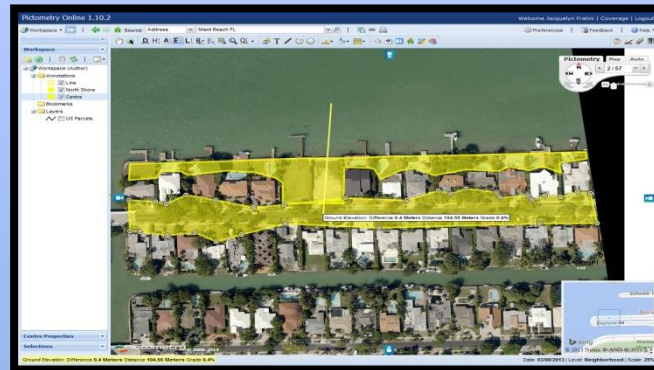 Pictometry Online 1.10.2
Welcome Jacquelyn Fratini | Coverage | Logout
Workspace
Source: Address
Miami Beach FL
Preferences
Feedback
Help
Workspace
Workspace (Author)
Annotations
Line
North Shore
Centre
Bookmarks
Layers
US Parcels
Pictometry Map Auto
2 / 57
Ground Elevation: Difference 0.4 Meters Distance 104.55 Meters Grade 0.4%
Centre Properties
Selections
bing
Ground Elevation: Difference 0.4 Meters Distance 104.55 Meters Grade 0.4%
Date: 03/08/2013 | Level: Neighborhood | Scale: 25%